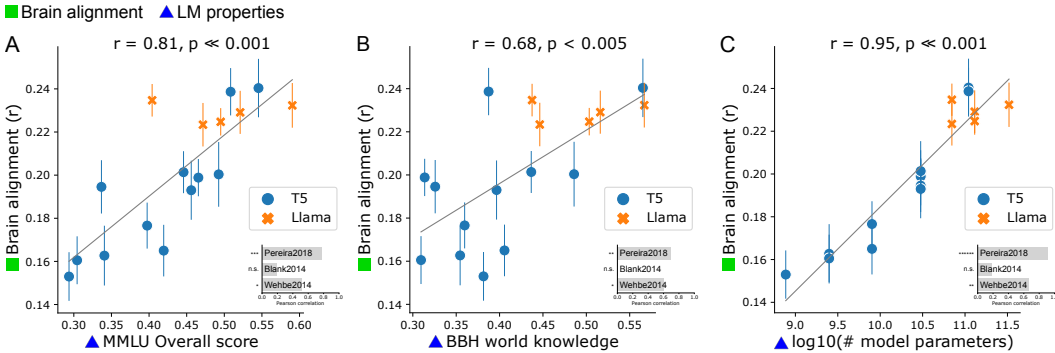 Brain alignment LM properties
A
r = 0.81, p ≪ 0.001
Brain alignment (r)
0.24
0.22
0.20
0.18
0.16
0.14
T5
Llama
*** Pereira2018
n.s. Blank2014
* Wehbe2014
0.0 0.2 0.4 0.6 0.8 1.0
Pearson correlation
0.30 0.35 0.40 0.45 0.50 0.55 0.60
MMLU Overall score
B
r = 0.68, p < 0.005
Brain alignment (r)
0.24
0.22
0.20
0.18
0.16
0.14
T5
Llama
** Pereira2018
n.s. Blank2014
* Wehbe2014
0.0 0.2 0.4 0.6 0.8 1.0
Pearson correlation
0.30 0.35 0.40 0.45 0.50 0.55
BBH world knowledge
C
r = 0.95, p ≪ 0.001
Brain alignment (r)
0.24
0.22
0.20
0.18
0.16
0.14
T5
Llama
****** Pereira2018
n.s. Blank2014
** Wehbe2014
0.0 0.2 0.4 0.6 0.8 1.0
Pearson correlation
9.0 9.5 10.0 10.5 11.0 11.5
log10(# model parameters)